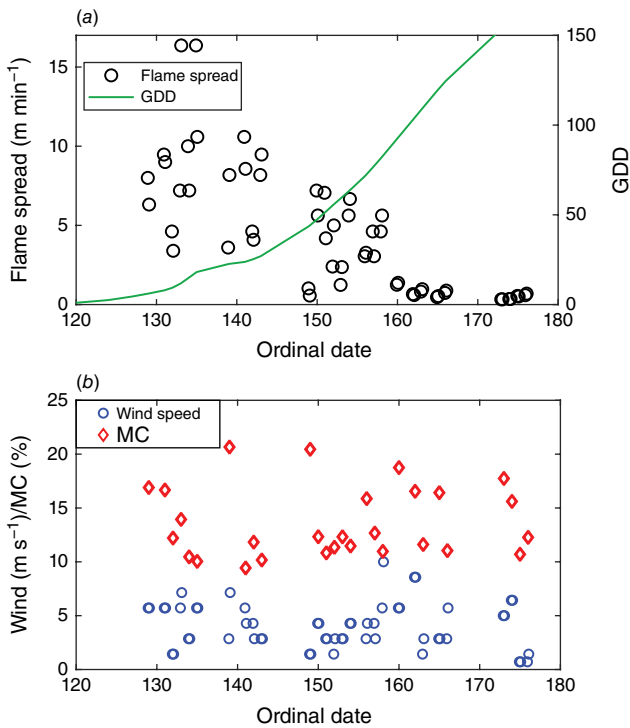 (a)
Flame spread (m min−1)
15
10
5
0
Flame spread
GDD
150
100
50
0
GDD
120 130 140 150 160 170 180
Ordinal date
(b)
Wind (m s−1)/MC (%)
25
20
15
10
5
0
Wind speed
MC
120 130 140 150 160 170 180
Ordinal date